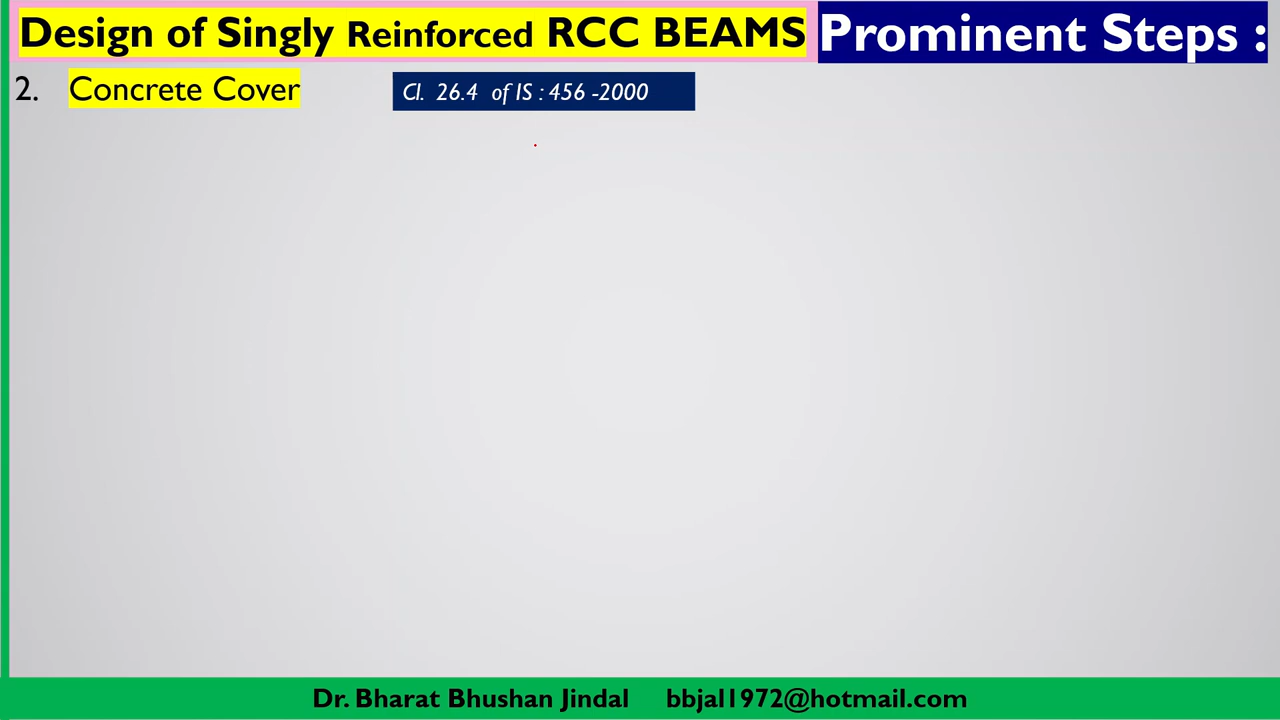 Design of Singly Reinforced RCC BEAMS Prominent Steps :
2. Concrete Cover Cl. 26.4 of IS : 456 -2000
Dr. Bharat Bhushan Jindal bbjal1972@hotmail.com